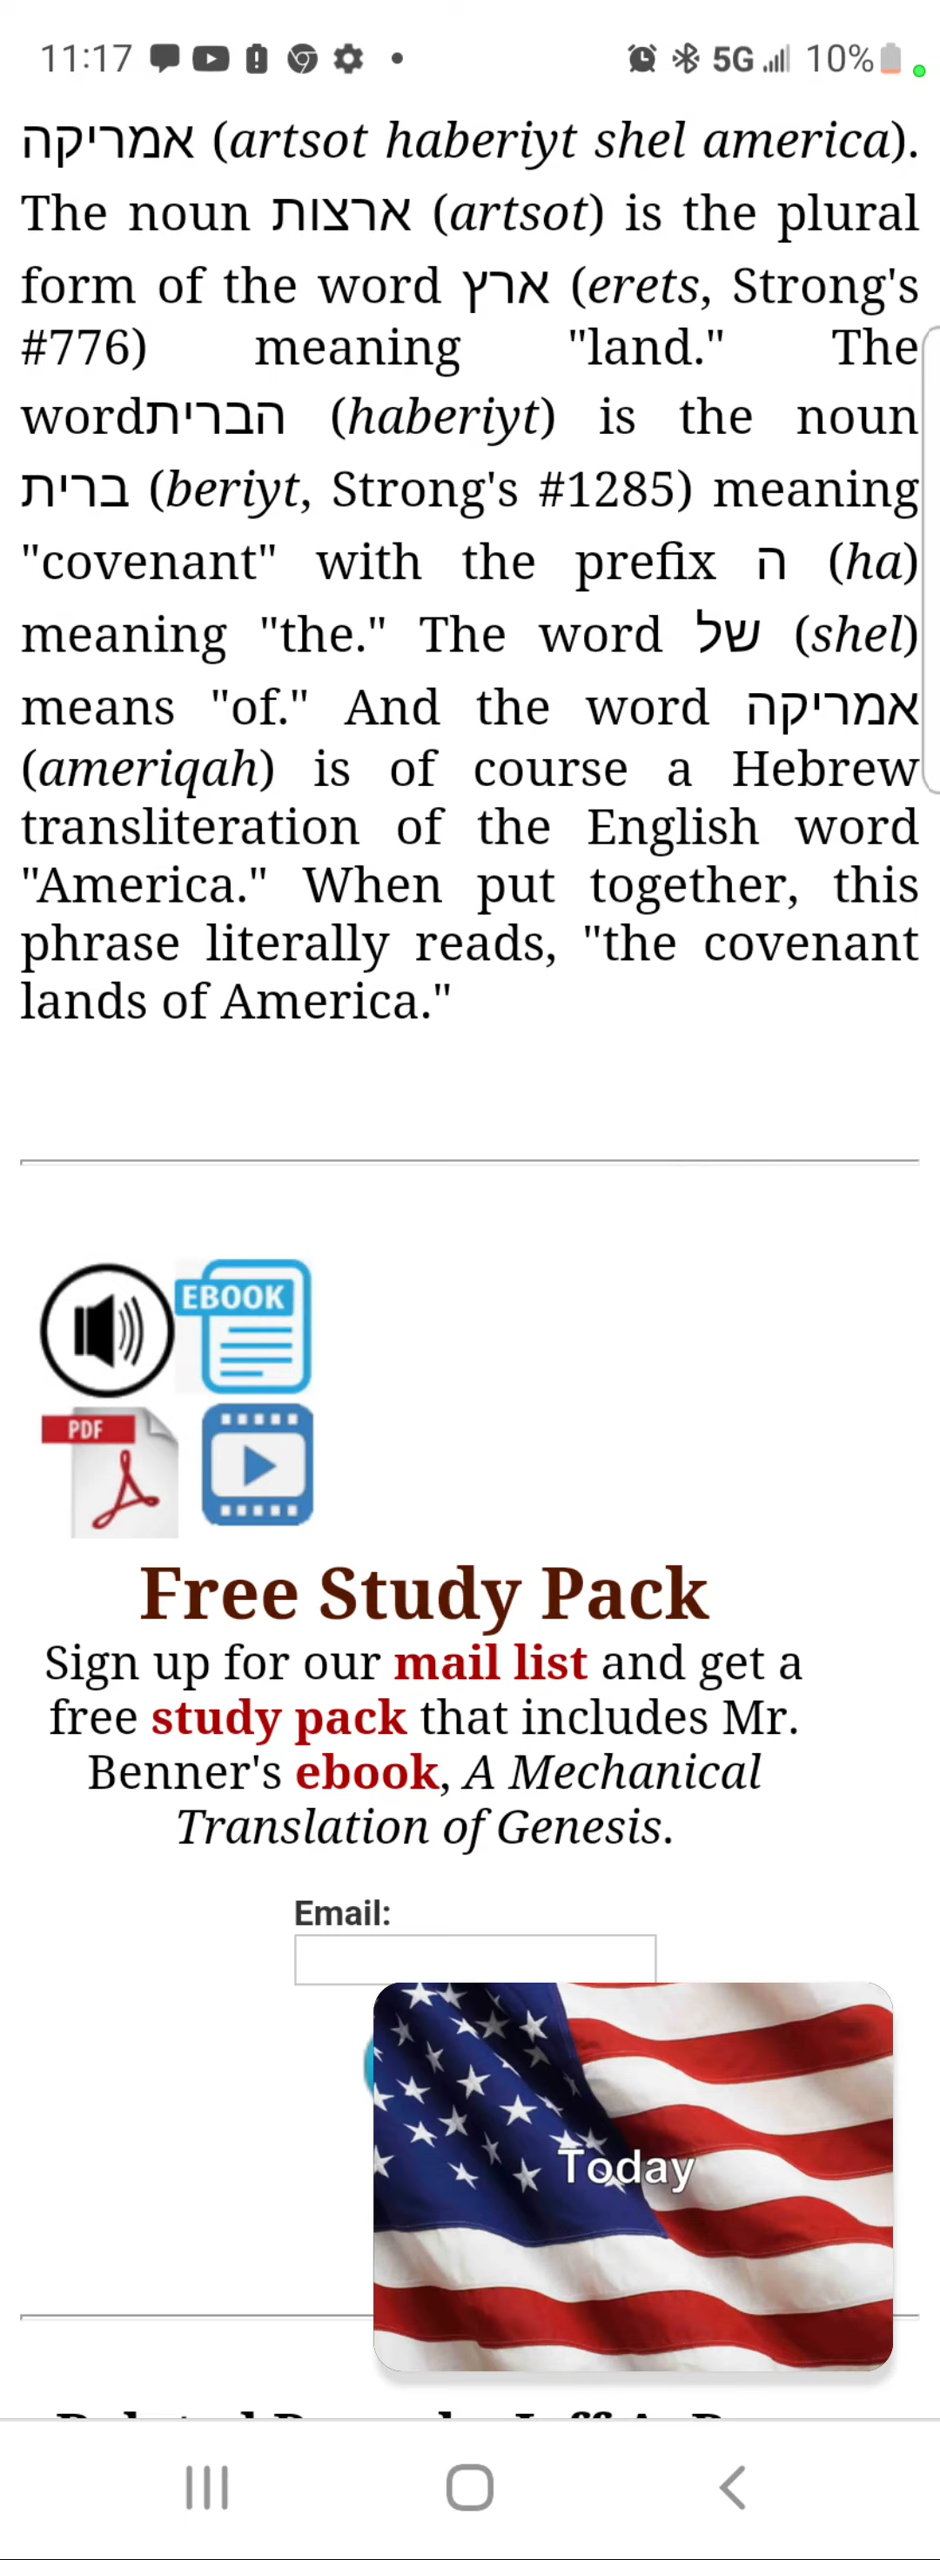 11:17 5G 10%
אמריקה (artsot haberiyt shel america).
The noun ארצות (artsot) is the plural
form of the word ארץ (erets, Strong's
#776) meaning "land." The
wordהברית (haberiyt) is the noun
ברית (beriyt, Strong's #1285) meaning
"covenant" with the prefix ה (ha)
meaning "the." The word של (shel)
means "of." And the word אמריקה
(ameriqah) is of course a Hebrew
transliteration of the English word
"America." When put together, this
phrase literally reads, "the covenant
lands of America."
EBOOK
PDF
Free Study Pack
Sign up for our mail list and get a
free study pack that includes Mr.
Benner's ebook, A Mechanical
Translation of Genesis.
Email:
Today